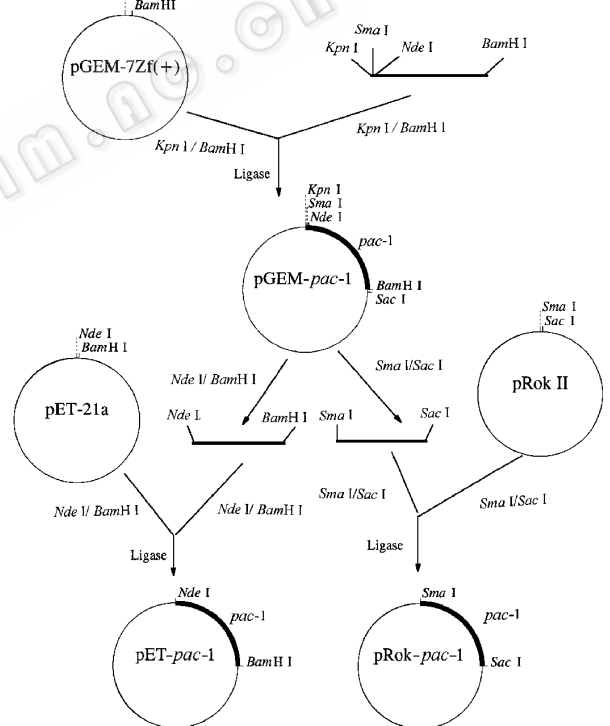 BamHI
pGEM-7Zf(+)
Sma I
Kpn I
Nde I
BamH I
Kpn I/BamH I
Kpn I/BamH I
Ligase
Kpn I
Sma I
Nde I
pac-1
pGEM-pac-1
BamH I
Sac I
Nde I
BamH I
Sma I
Sac I
pET-21a
pRok II
Nde I/BamH I
Sma I/Sac I
Nde I
BamH I
Sma I
Sac I
Nde I/BamH I
Nde I/BamH I
Sma I/Sac I
Sma I/Sac I
Ligase
Ligase
Nde I
pac-1
pET-pac-1
BamH I
Sma I
pac-1
pRok-pac-1
Sac I